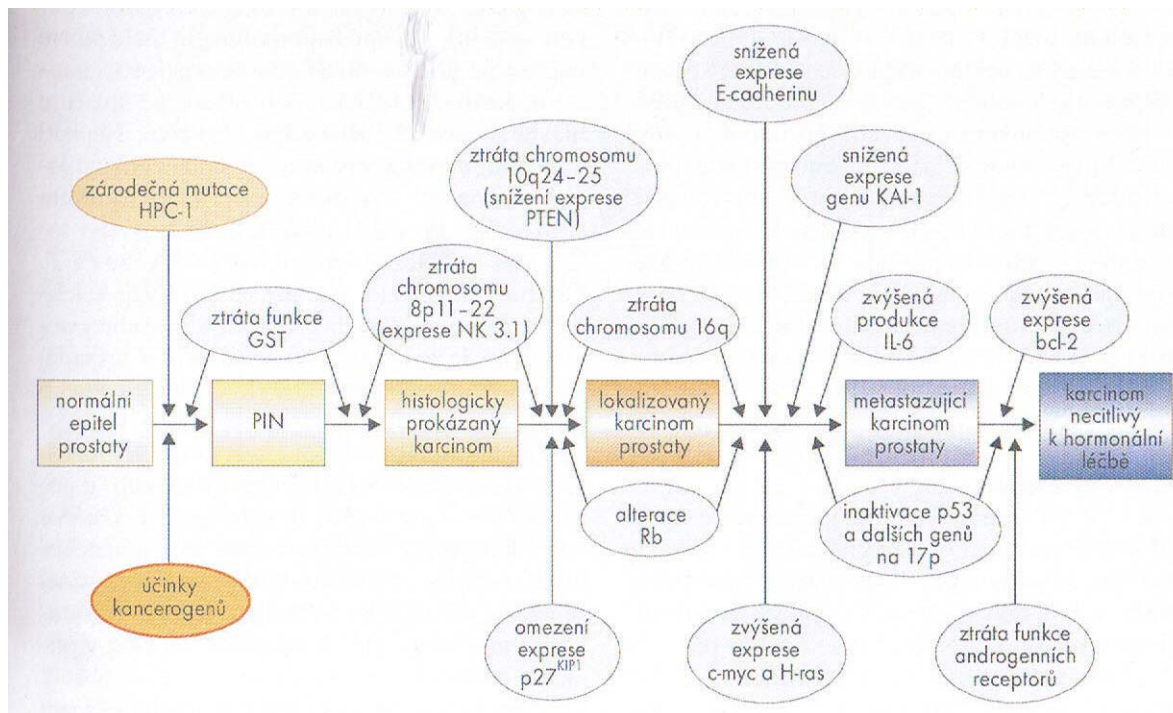 snížená
exprese
E-cadherinu
ztráta chromosomu
10q24–25
(snížení exprese
PTEN)
snížená
exprese
genu KAI-1
zárodečná mutace
HPC-1
ztráta
chromosomu
8p11–22
(exprese NK 3.1)
ztráta funkce
GST
ztráta
chromosomu 16q
zvýšená
produkce
IL-6
zvýšená
exprese
bcl-2
normální
epitel
prostaty
PIN
histologicky
prokázaný
karcinom
lokalizovaný
karcinom
prostaty
metastazující
karcinom
prostaty
karcinom
necitlivý
k hormonální
léčbě
alterace
Rb
inaktivace p53
a dalších genů
na 17p
účinky
kancerogenů
omezení
exprese
p27KIP1
zvýšená
exprese
c-myc a H-ras
ztráta funkce
androgenních
receptorů